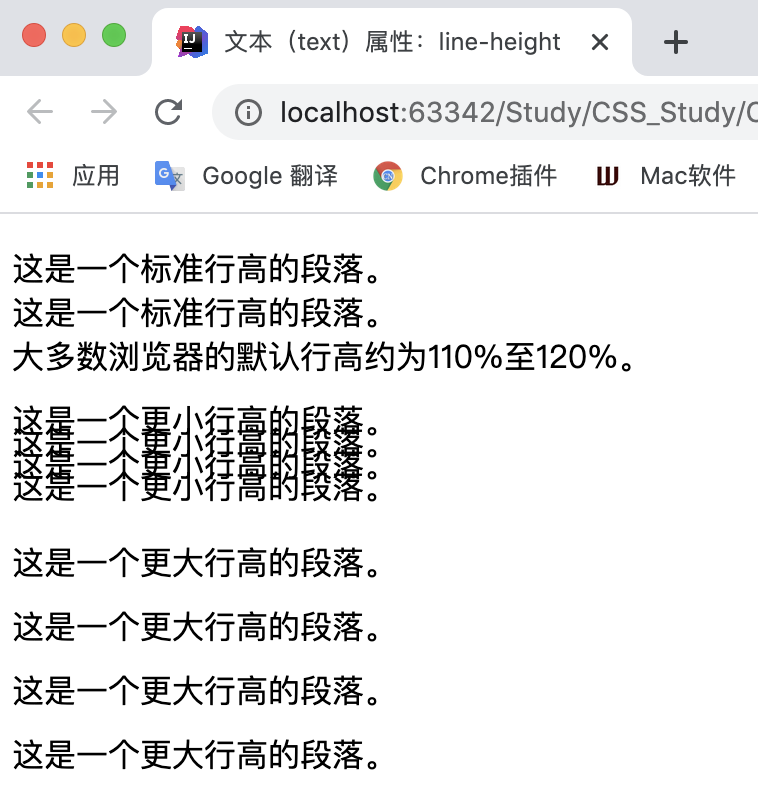 文本（text）属性：line-height
localhost:63342/Study/CSS_Study/C
应用
Google 翻译
Chrome插件
Mac软件
这是一个标准行高的段落。
这是一个标准行高的段落。
大多数浏览器的默认行高约为110%至120%。
这是一个更小行高的段落。
这是一个更小行高的段落。
这是一个更小行高的段落。
这是一个更小行高的段落。
这是一个更大行高的段落。
这是一个更大行高的段落。
这是一个更大行高的段落。
这是一个更大行高的段落。